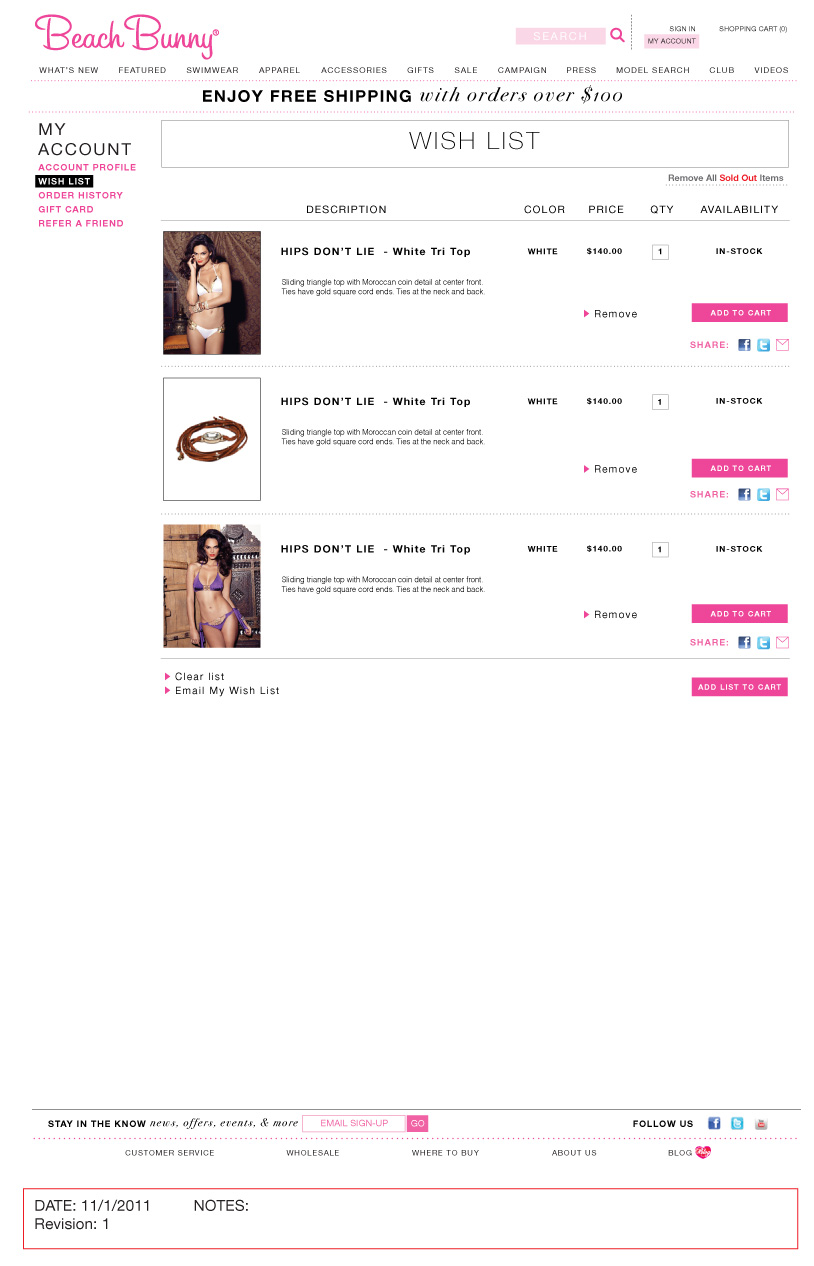 Beach Bunny®
SEARCH
SIGN IN
MY ACCOUNT
SHOPPING CART (0)
WHAT'S NEW FEATURED SWIMWEAR APPAREL ACCESSORIES GIFTS SALE CAMPAIGN PRESS MODEL SEARCH CLUB VIDEOS
ENJOY FREE SHIPPING with orders over $100
MY
ACCOUNT
ACCOUNT PROFILE
WISH LIST
ORDER HISTORY
GIFT CARD
REFER A FRIEND
WISH LIST
Remove All Sold Out Items
DESCRIPTION COLOR PRICE QTY AVAILABILITY
HIPS DON'T LIE - White Tri Top WHITE $140.00 1 IN-STOCK
Sliding triangle top with Moroccan coin detail at center front.
Ties have gold square cord ends. Ties at the neck and back.
Remove ADD TO CART
SHARE:
HIPS DON'T LIE - White Tri Top WHITE $140.00 1 IN-STOCK
Sliding triangle top with Moroccan coin detail at center front.
Ties have gold square cord ends. Ties at the neck and back.
Remove ADD TO CART
SHARE:
HIPS DON'T LIE - White Tri Top WHITE $140.00 1 IN-STOCK
Sliding triangle top with Moroccan coin detail at center front.
Ties have gold square cord ends. Ties at the neck and back.
Remove ADD TO CART
SHARE:
Clear list
Email My Wish List
ADD LIST TO CART
STAY IN THE KNOW news, offers, events, & more EMAIL SIGN-UP GO FOLLOW US
CUSTOMER SERVICE WHOLESALE WHERE TO BUY ABOUT US BLOG
DATE: 11/1/2011 NOTES:
Revision: 1